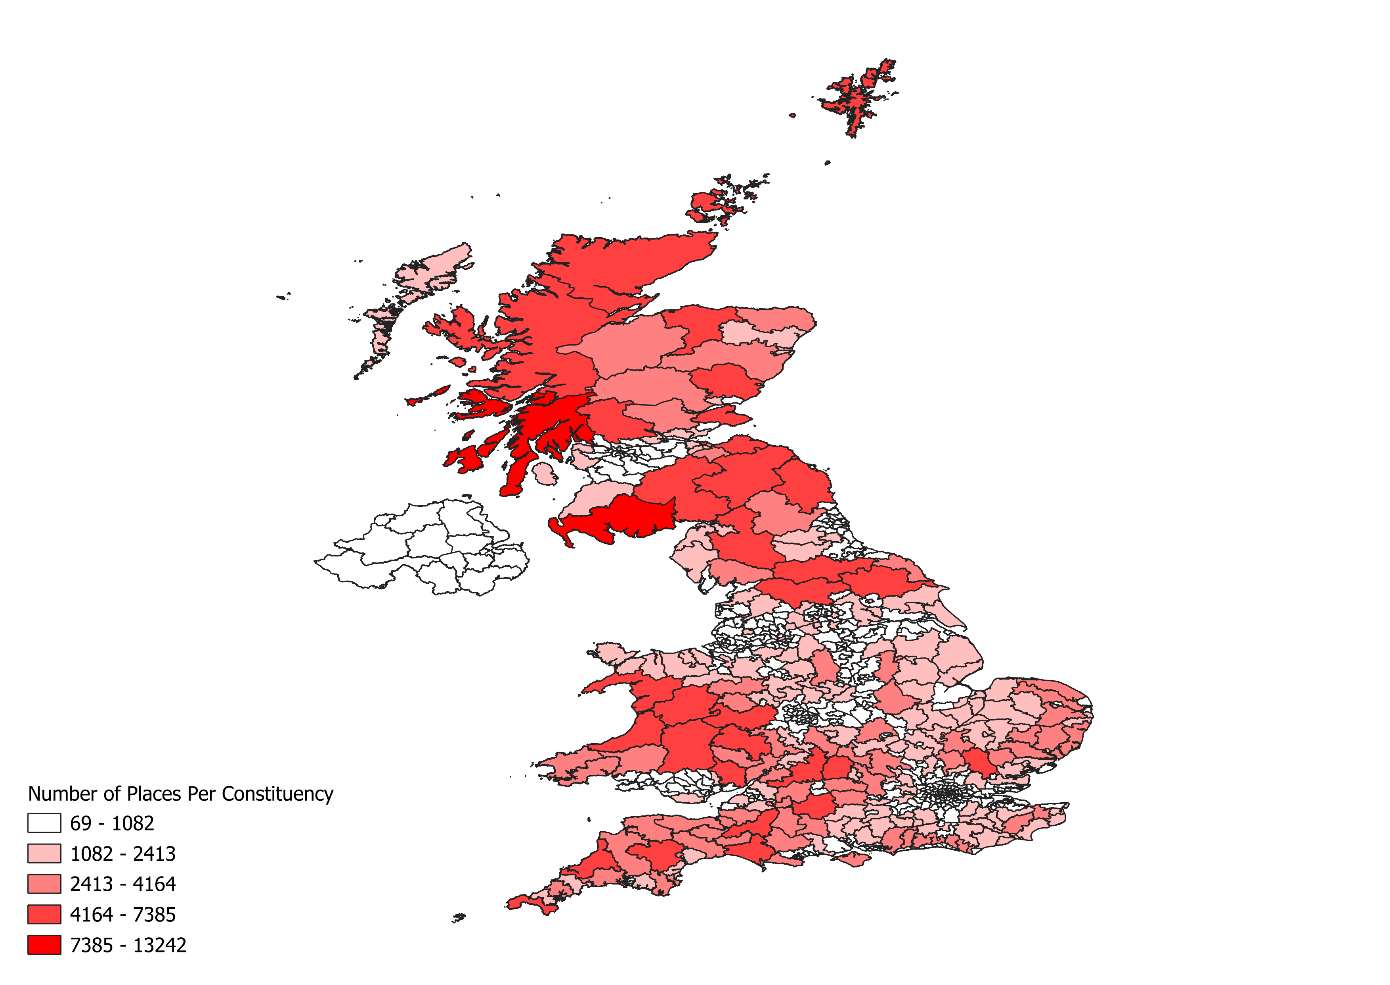 Number of Places Per Constituency
69 - 1082
1082 - 2413
2413 - 4164
4164 - 7385
7385 - 13242